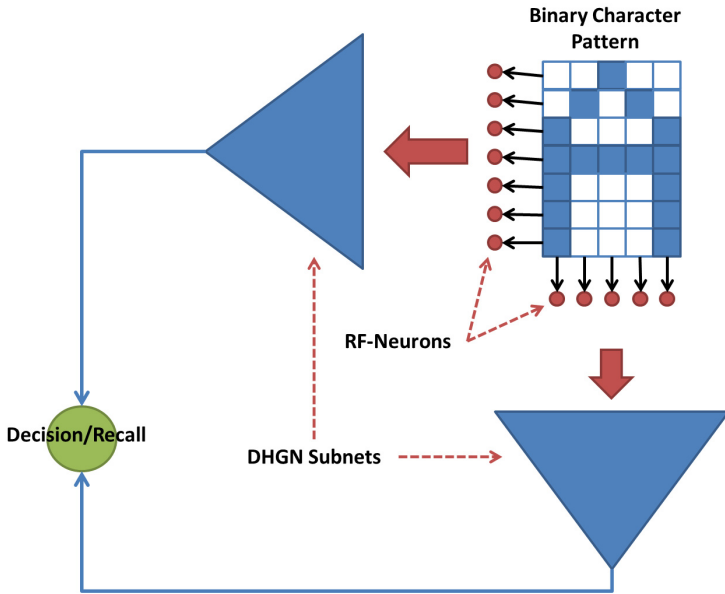 Binary Character
Pattern
RF-Neurons
Decision/Recall
DHGN Subnets